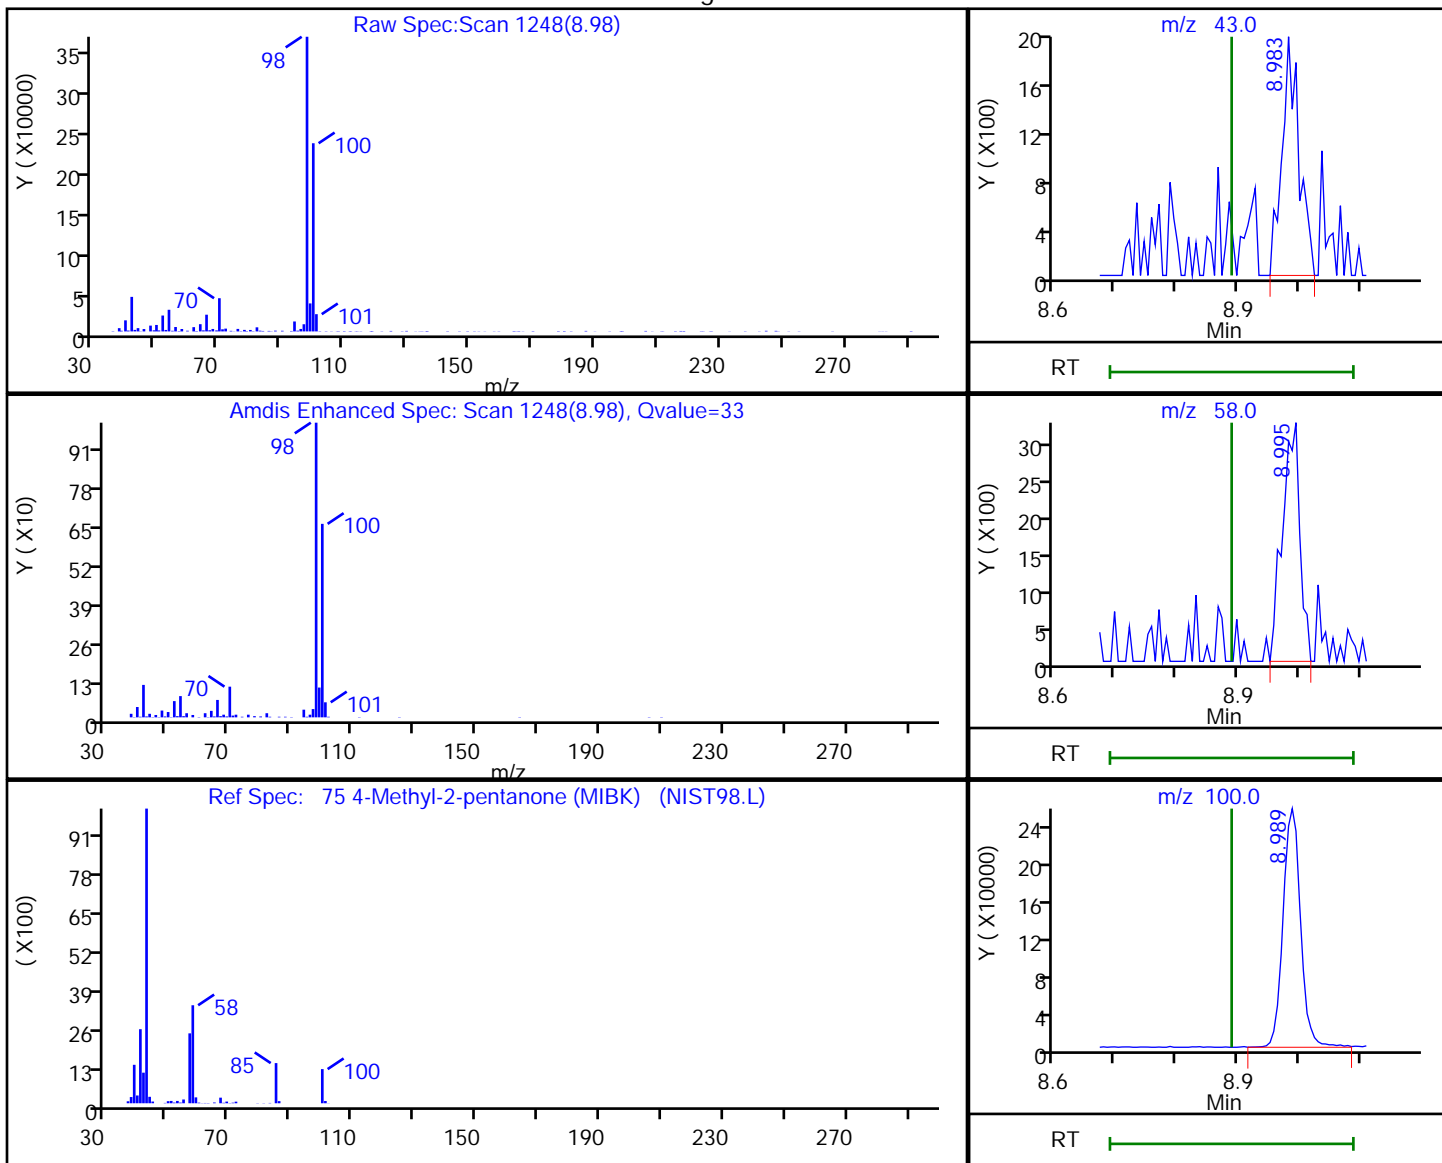 Raw Spec:Scan 1248(8.98)
Y ( X10000)
35
30
25
20
15
10
5
0
98
100
70
101
30 70 110 150 190 230 270
m/z
m/z 43.0
Y ( X100)
20
16
12
8
4
0
8.983
8.6 8.9
Min
RT
Amdis Enhanced Spec: Scan 1248(8.98), Qvalue=33
Y ( X10)
91
78
65
52
39
26
13
0
98
100
70
101
30 70 110 150 190 230 270
m/z
m/z 58.0
Y ( X100)
30
25
20
15
10
5
0
8.995
8.6 8.9
Min
RT
Ref Spec: 75 4-Methyl-2-pentanone (MIBK) (NIST98.L)
( X100)
91
78
65
52
39
26
13
0
58
85
100
30 70 110 150 190 230 270
m/z 100.0
Y ( X10000)
24
20
16
12
8
4
0
8.989
8.6 8.9
Min
RT